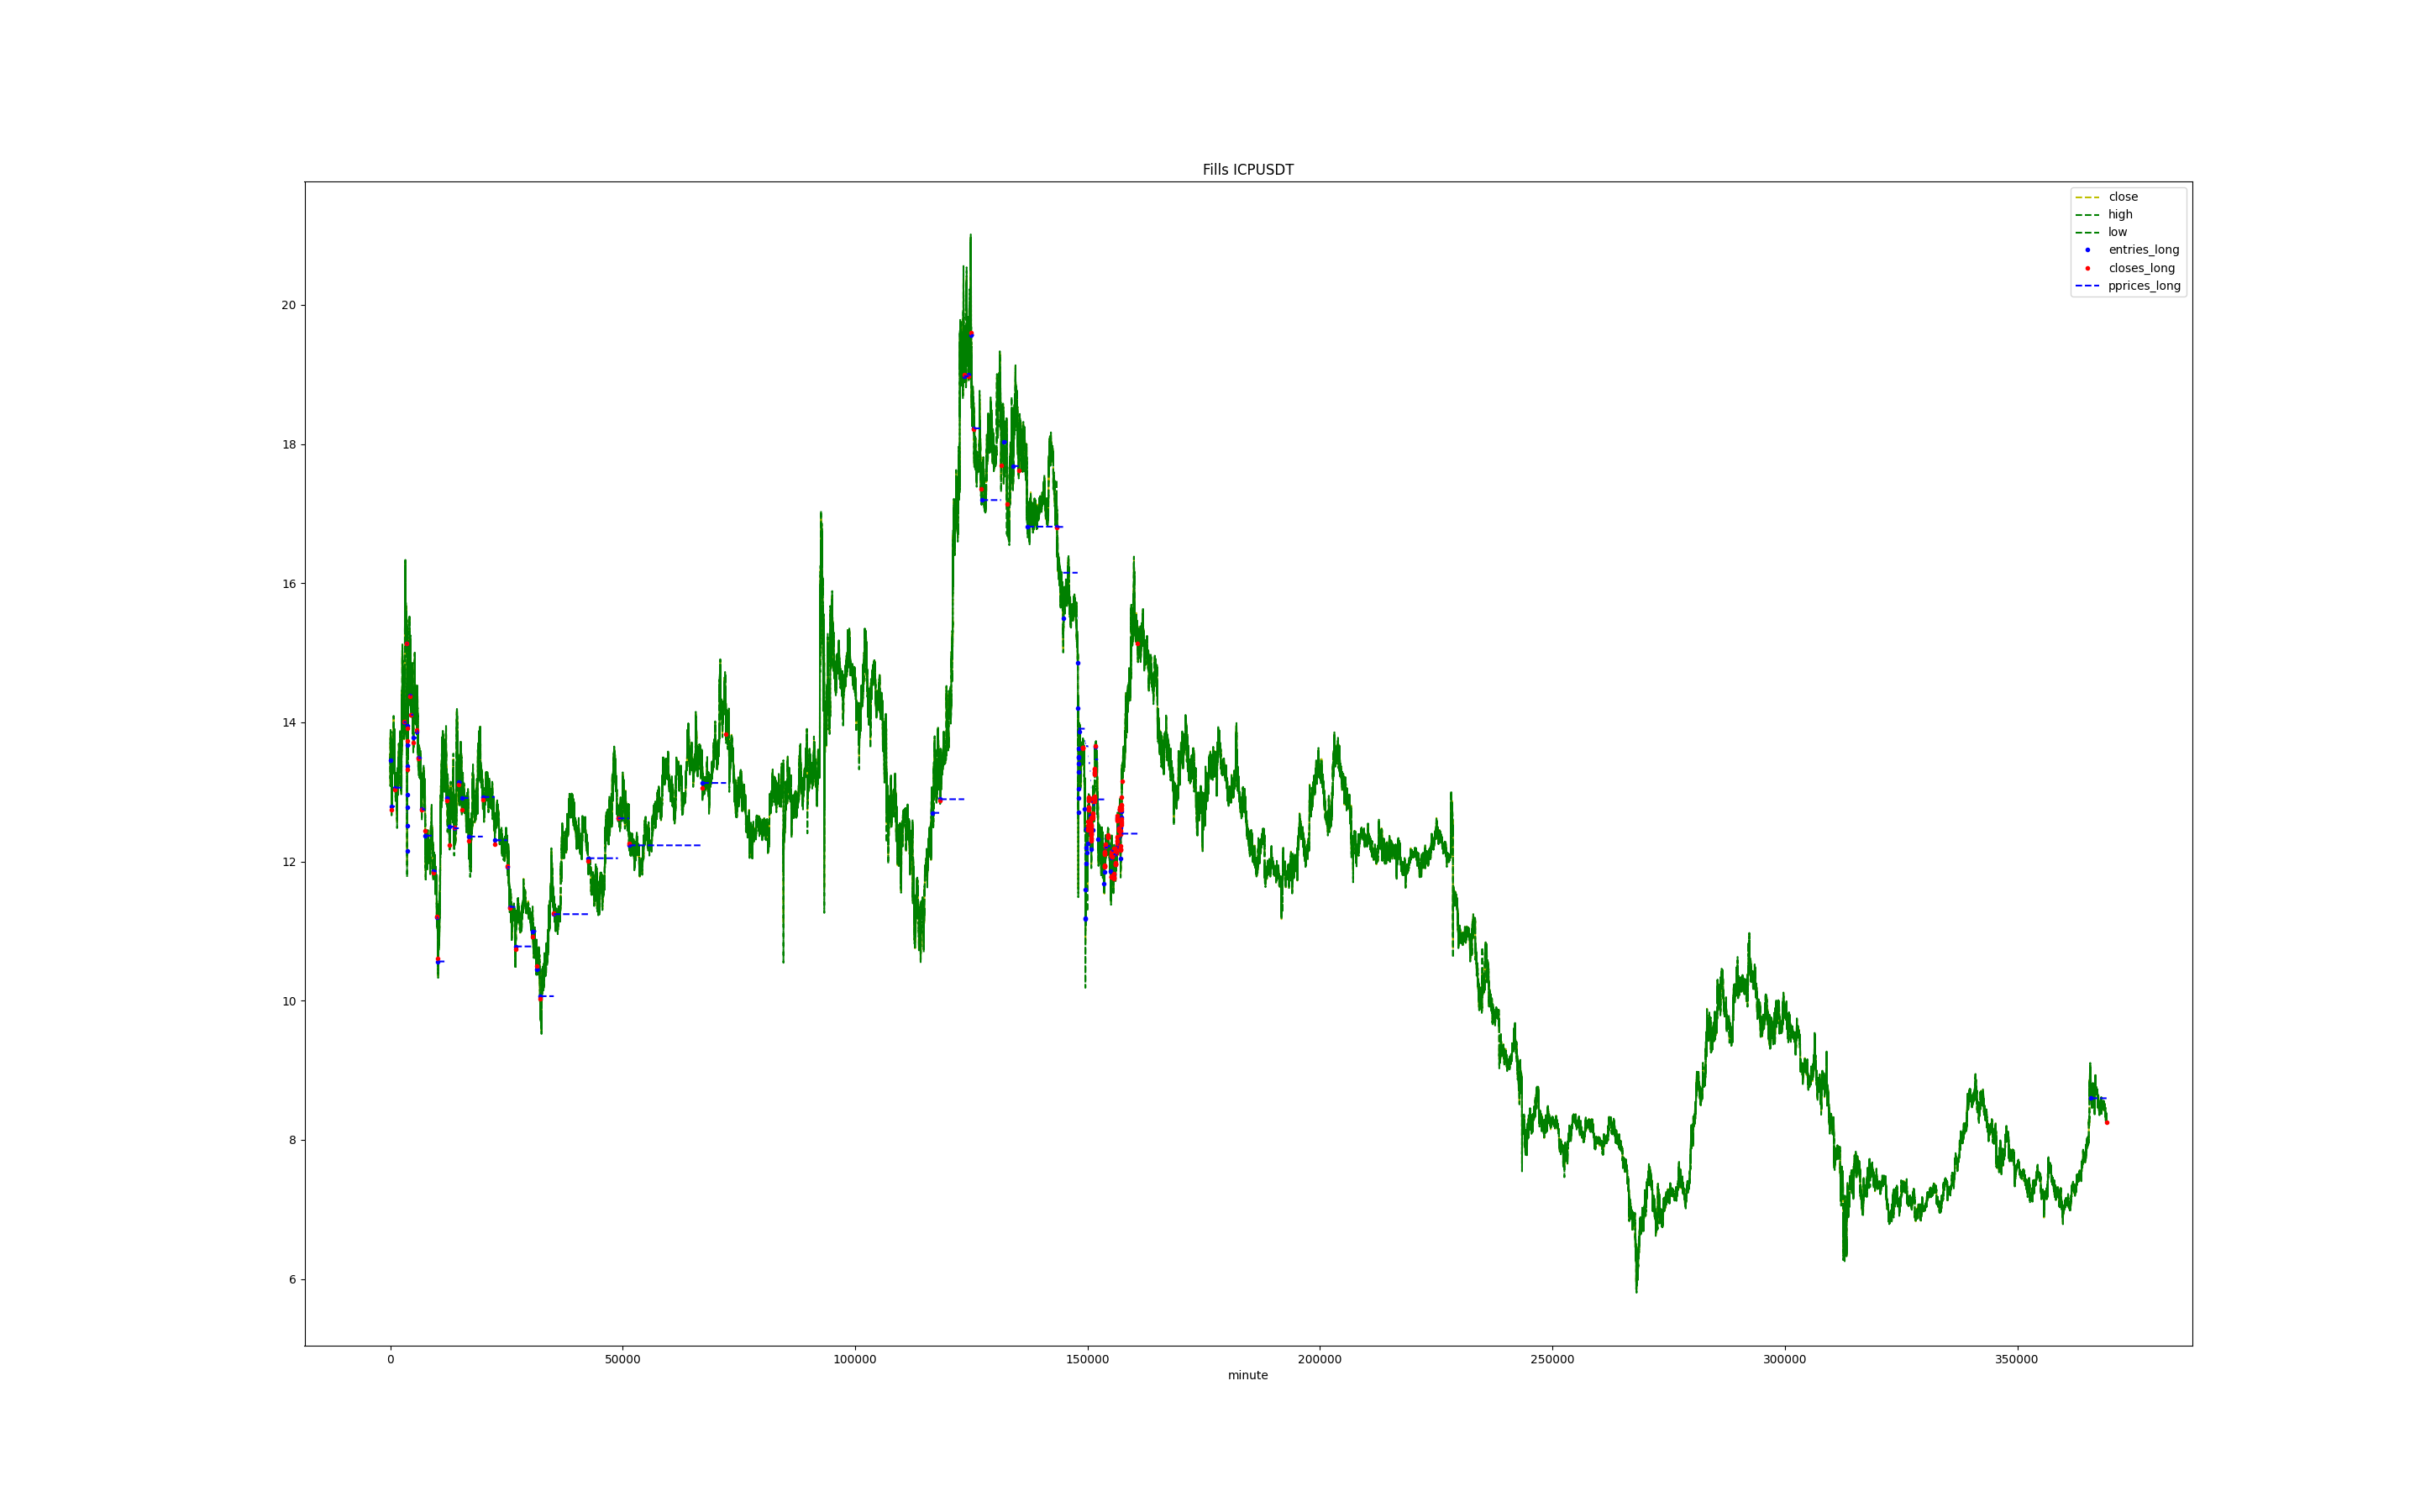 Fills ICPUSDT
close
high
low
entries_long
closes_long
pprices_long
20
18
16
14
12
10
8
6
0 50000 100000 150000 200000 250000 300000 350000
minute